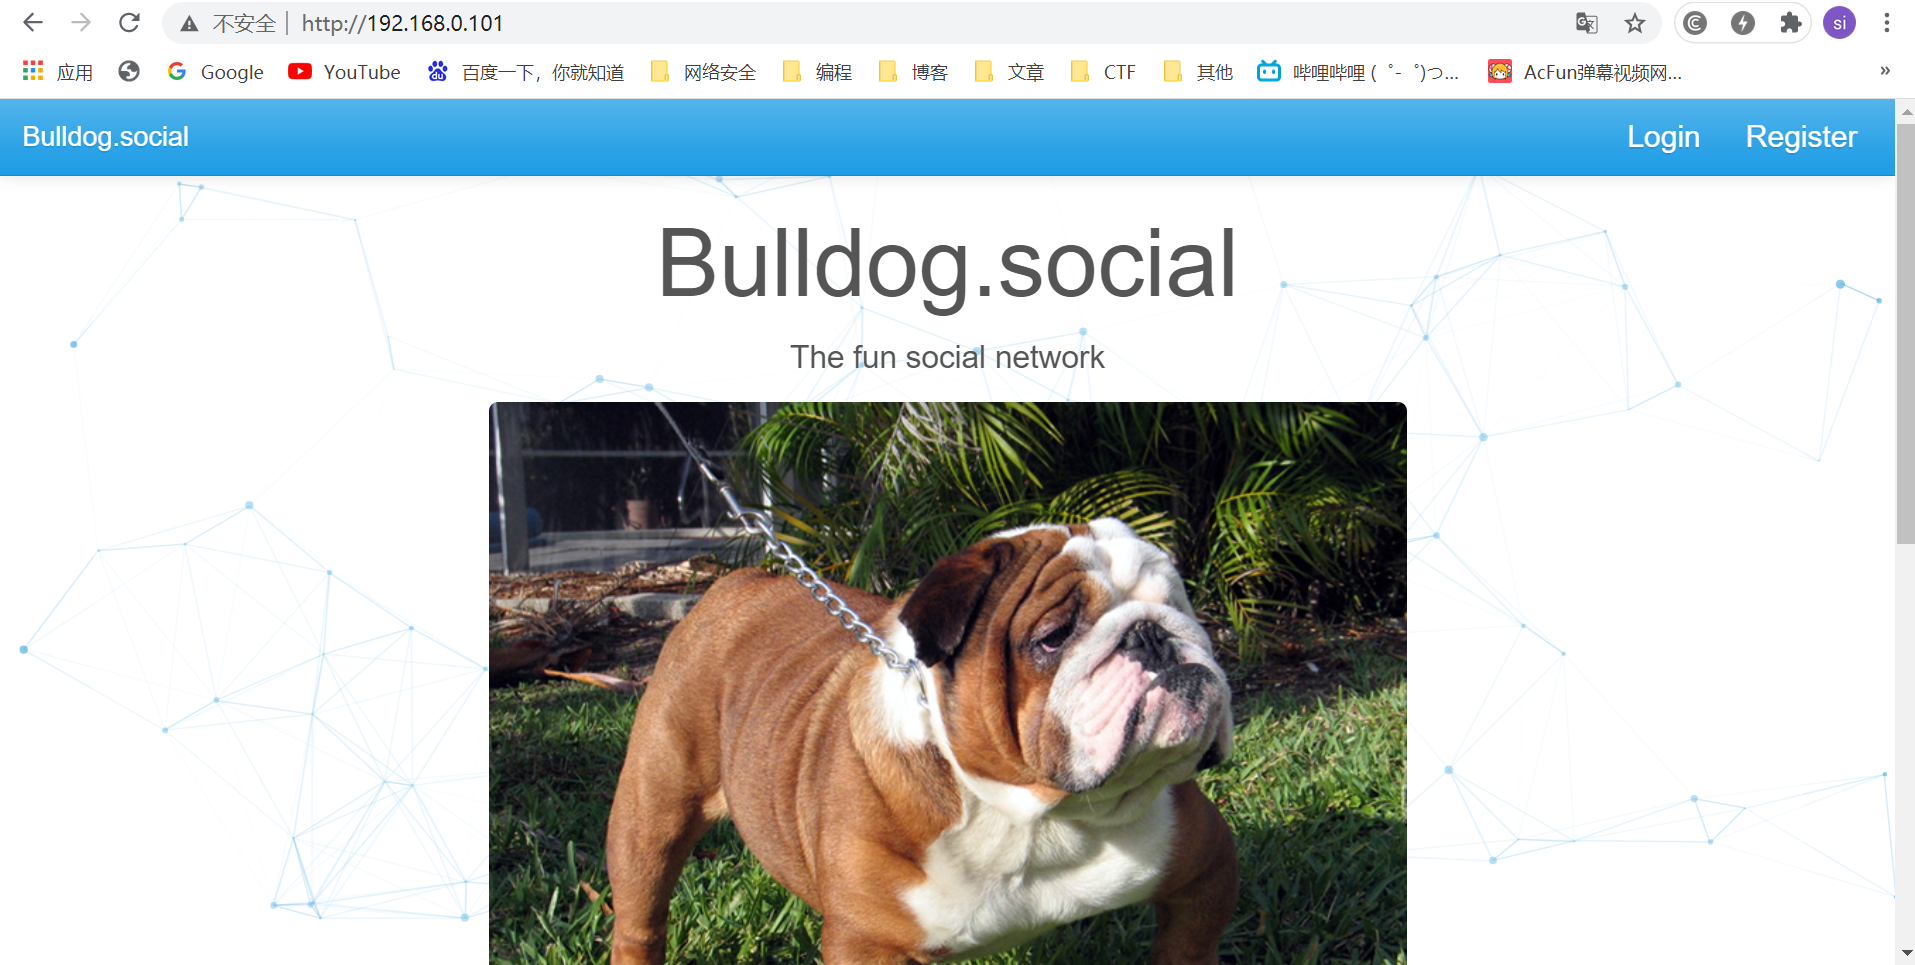 不安全 | http://192.168.0.101
si
应用 Google YouTube 百度一下，你就知道 网络安全 编程 博客 文章 CTF 其他 哔哩哔哩 ( ゜- ゜)つ... AcFun弹幕视频网... »
Bulldog.social Login Register
Bulldog.social
The fun social network